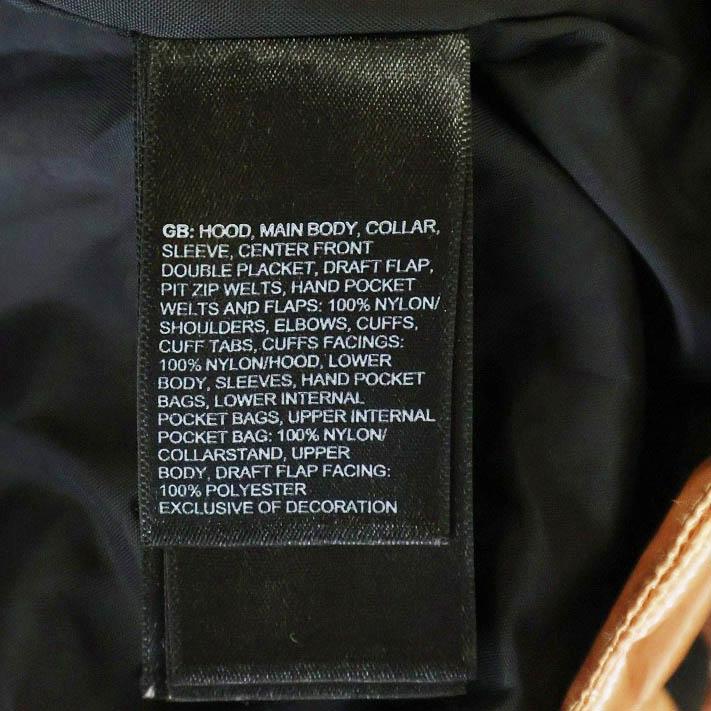 GB: HOOD, MAIN BODY, COLLAR,
SLEEVE, CENTER FRONT
DOUBLE PLACKET, DRAFT FLAP,
PIT ZIP WELTS, HAND POCKET
WELTS AND FLAPS: 100% NYLON/
SHOULDERS, ELBOWS, CUFFS,
CUFF TABS, CUFFS FACINGS:
100% NYLON/HOOD, LOWER
BODY, SLEEVES, HAND POCKET
BAGS, LOWER INTERNAL
POCKET BAGS, UPPER INTERNAL
POCKET BAG: 100% NYLON/
COLLARSTAND, UPPER
BODY, DRAFT FLAP FACING:
100% POLYESTER
EXCLUSIVE OF DECORATION